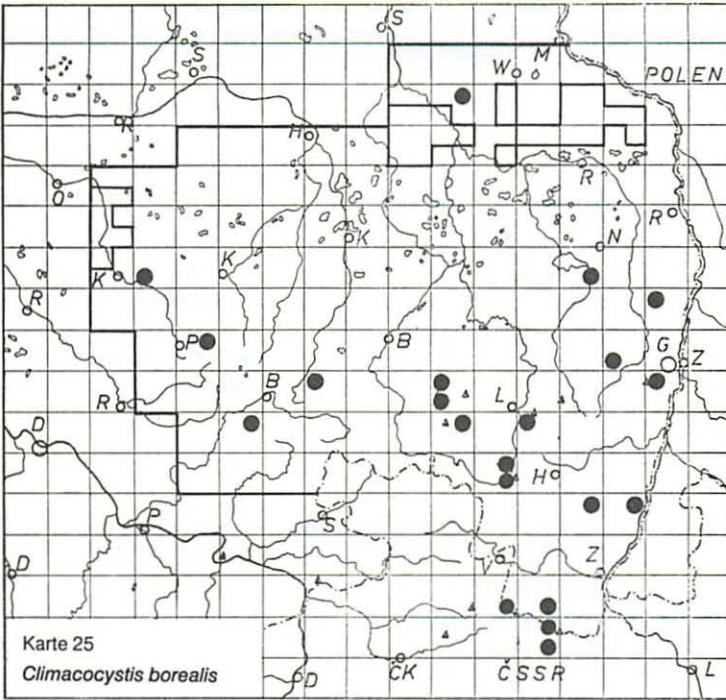 S
S
W M
POLEN
R
H
R
O
R
K
N
K
K
R
P
B
G
Z
B
R
L
D
H
P
S
D
Z
Karte 25
Climacocystis borealis
D
ČK
ČSSR
L